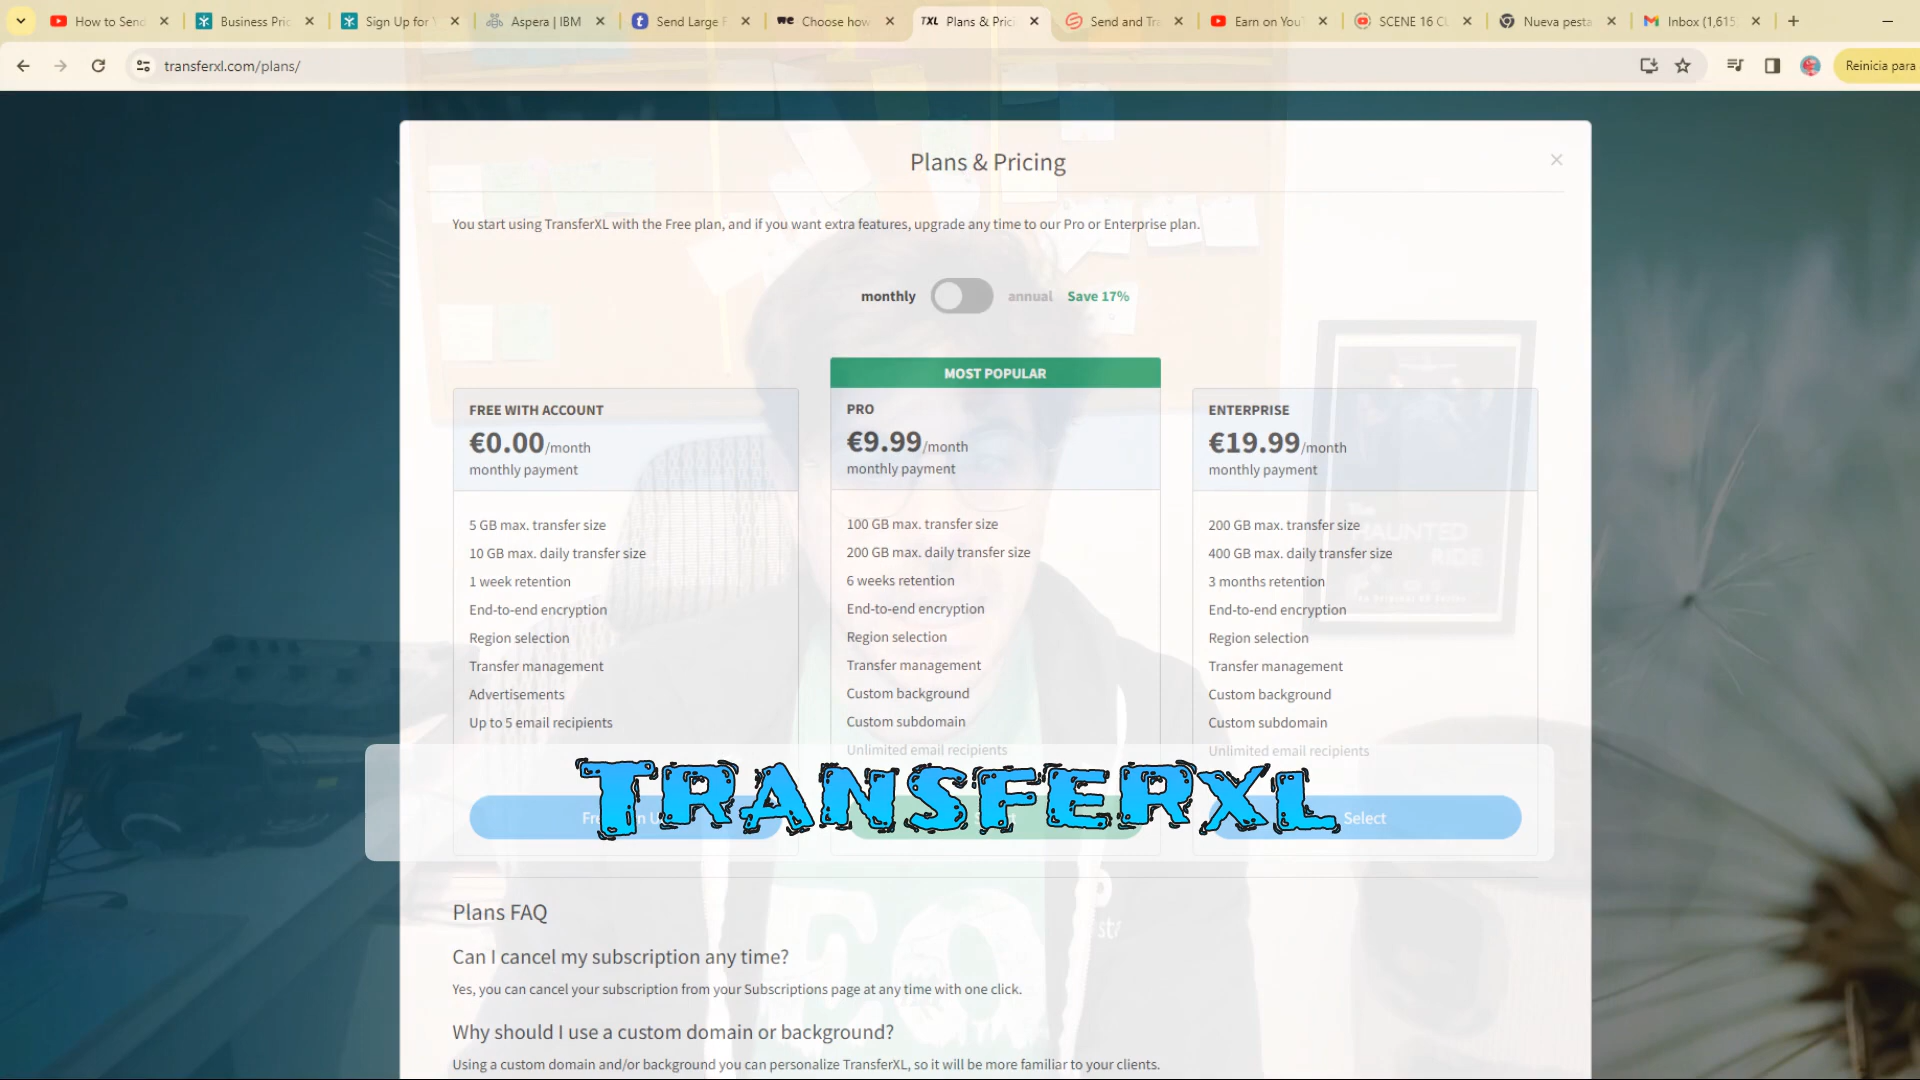 How to Send
Business Pric
Sign Up for
Aspera | IBM
Send Large F
Choose how
Plans & Prici
Send and Tra
Earn on You
SCENE 16
Nueva pesta
Inbox (1,615
transferxl.com/plans/
Reinicia para
Plans & Pricing
You start using TransferXL with the Free plan, and if you want extra features, upgrade any time to our Pro or Enterprise plan.
monthly annual Save 17%
FREE WITH ACCOUNT
€0.00/month
monthly payment
5 GB max. transfer size
10 GB max. daily transfer size
1 week retention
End-to-end encryption
Region selection
Transfer management
Advertisements
Up to 5 email recipients
MOST POPULAR
PRO
€9.99/month
monthly payment
100 GB max. transfer size
200 GB max. daily transfer size
6 weeks retention
End-to-end encryption
Region selection
Transfer management
Custom background
Custom subdomain
Unlimited email recipients
ENTERPRISE
€19.99/month
monthly payment
200 GB max. transfer size
400 GB max. daily transfer size
3 months retention
End-to-end encryption
Region selection
Transfer management
Custom background
Custom subdomain
Unlimited email recipients
The
HAUNTED
RIDE
TRANSFERXL
Select
Plans FAQ
Can I cancel my subscription any time?
Yes, you can cancel your subscription from your Subscriptions page at any time with one click.
Why should I use a custom domain or background?
Using a custom domain and/or background you can personalize TransferXL, so it will be more familiar to your clients.